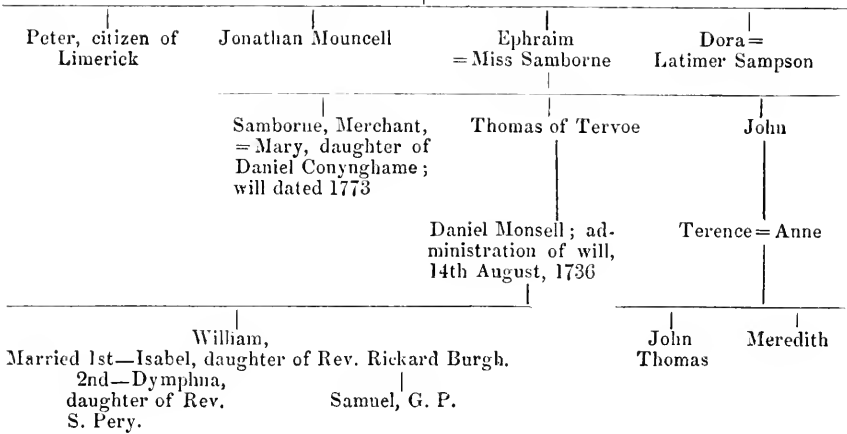 Peter, citizen of
Limerick
Jonathan Mouncell
Ephraim
= Miss Samborne
Dora =
Latimer Sampson
Samborne, Merchant,
= Mary, daughter of
Daniel Conynghame;
will dated 1773
Thomas of Tervoe
John
Daniel Monsell; ad-
ministration of will,
14th August, 1736
Terence = Anne
William,
Married 1st—Isabel, daughter of Rev. Rickard Burgh.
2nd—Dymphna,
daughter of Rev.
S. Pery.
Samuel, G. P.
John
Thomas
Meredith